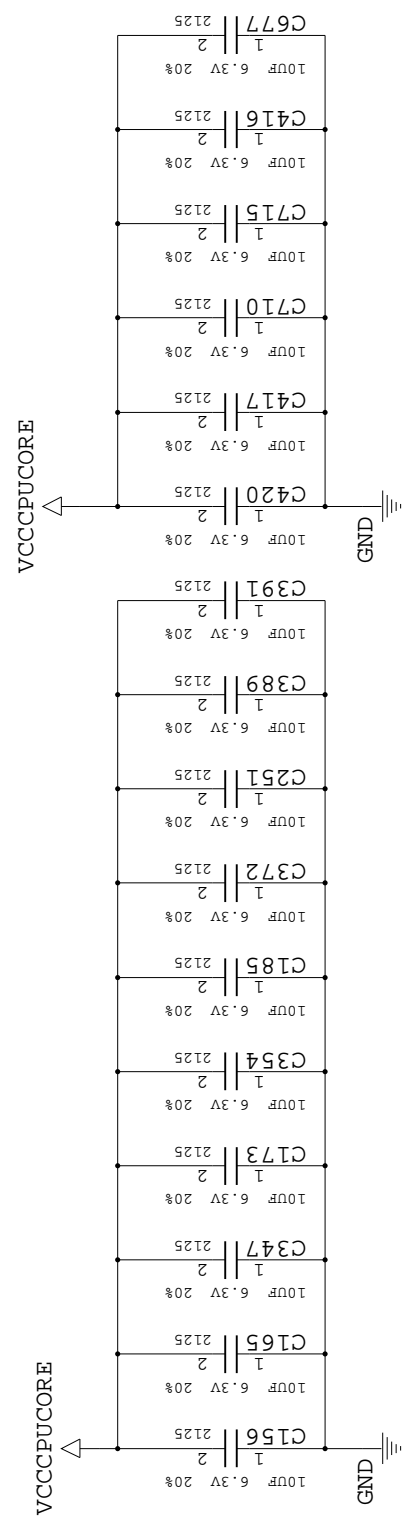 2125 C677
2 1
10UF 6.3V 20%
2125 C416
2 1
10UF 6.3V 20%
2125 C715
2 1
10UF 6.3V 20%
2125 C710
2 1
10UF 6.3V 20%
2125 C417
2 1
10UF 6.3V 20%
VCCCPUCORE
2125 C420
2 1
10UF 6.3V 20%
GND
2125 C391
2 1
10UF 6.3V 20%
2125 C389
2 1
10UF 6.3V 20%
2125 C251
2 1
10UF 6.3V 20%
2125 C372
2 1
10UF 6.3V 20%
2125 C185
2 1
10UF 6.3V 20%
2125 C354
2 1
10UF 6.3V 20%
2125 C173
2 1
10UF 6.3V 20%
2125 C347
2 1
10UF 6.3V 20%
2125 C165
2 1
10UF 6.3V 20%
VCCCPUCORE
2125 C156
2 1
10UF 6.3V 20%
GND